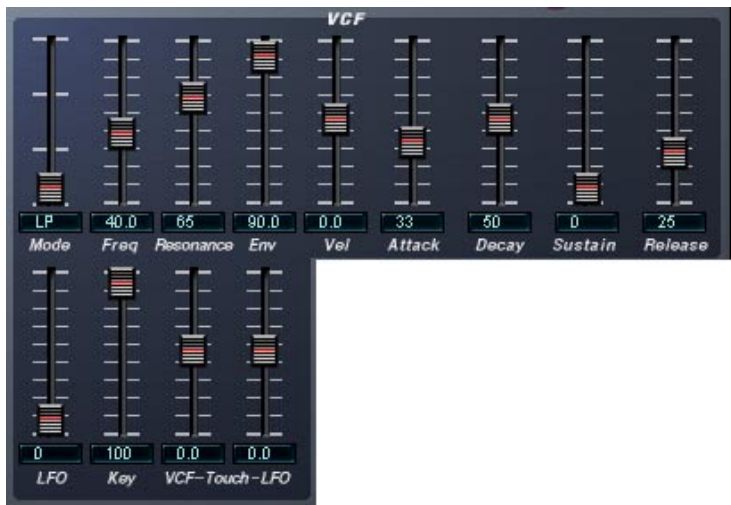 VCF
LP 40.0 65 90.0 0.0 33 50 0 25
Mode Freq Resonance Env Vel Attack Decay Sustain Release
0 100 0.0 0.0
LFO Key VCF-Touch-LFO